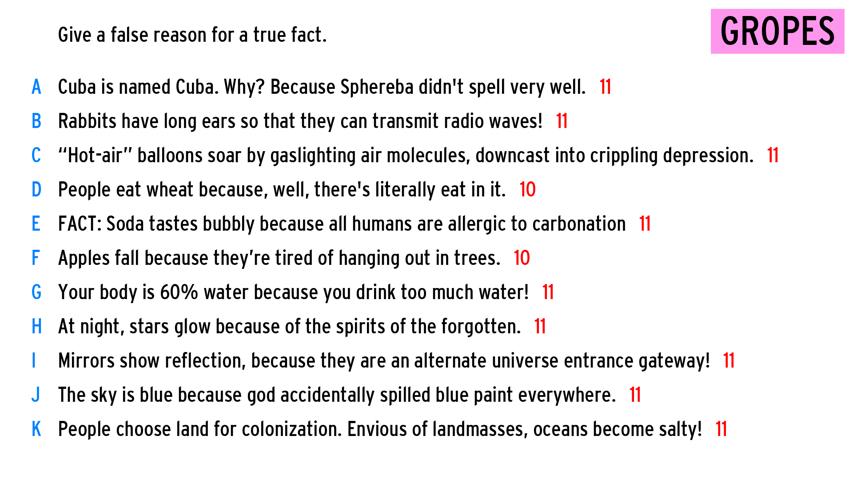 Give a false reason for a true fact.
GROPES
A Cuba is named Cuba. Why? Because Sphereba didn't spell very well. 11
B Rabbits have long ears so that they can transmit radio waves! 11
C “Hot-air” balloons soar by gaslighting air molecules, downcast into crippling depression. 11
D People eat wheat because, well, there's literally eat in it. 10
E FACT: Soda tastes bubbly because all humans are allergic to carbonation 11
F Apples fall because they’re tired of hanging out in trees. 10
G Your body is 60% water because you drink too much water! 11
H At night, stars glow because of the spirits of the forgotten. 11
I Mirrors show reflection, because they are an alternate universe entrance gateway! 11
J The sky is blue because god accidentally spilled blue paint everywhere. 11
K People choose land for colonization. Envious of landmasses, oceans become salty! 11